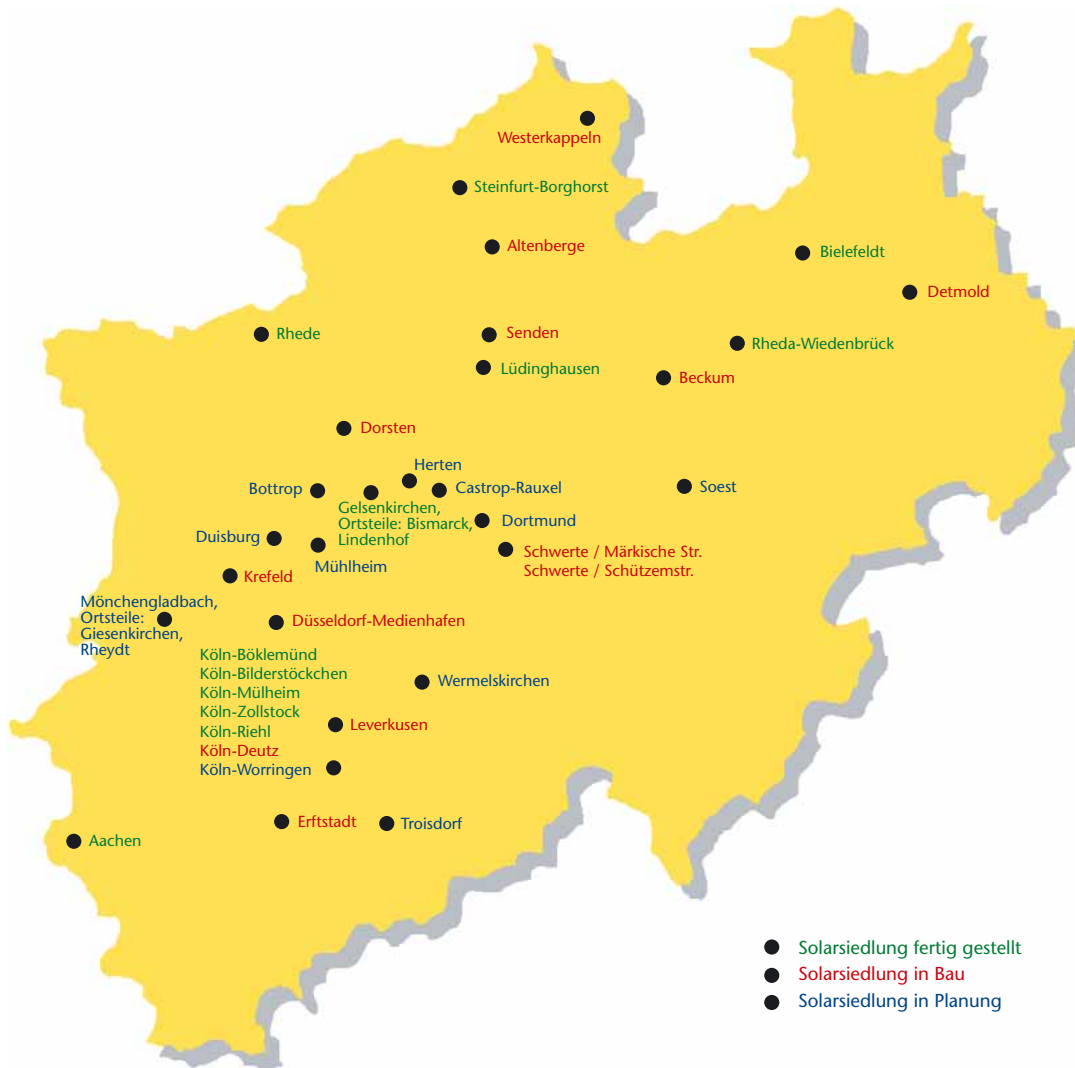 Westerkappeln
Steinfurt-Borghorst
Altenberge
Bielefeldt
Detmold
Rhede
Senden
Rheda-Wiedenbrück
Lüdinghausen
Beckum
Dorsten
Herten
Bottrop
Castrop-Rauxel
Soest
Gelsenkirchen,
Ortsteile: Bismarck,
Lindenhof
Dortmund
Duisburg
Mühlheim
Schwerte / Märkische Str.
Schwerte / Schützemstr.
Krefeld
Mönchengladbach,
Ortsteile:
Giesenkirchen,
Rheydt
Düsseldorf-Medienhafen
Köln-Böklemünd
Köln-Bilderstöckchen
Köln-Mülheim
Köln-Zollstock
Köln-Riehl
Köln-Deutz
Köln-Worringen
Wermelskirchen
Leverkusen
Erftstadt
Troisdorf
Aachen
Solarsiedlung fertig gestellt
Solarsiedlung in Bau
Solarsiedlung in Planung